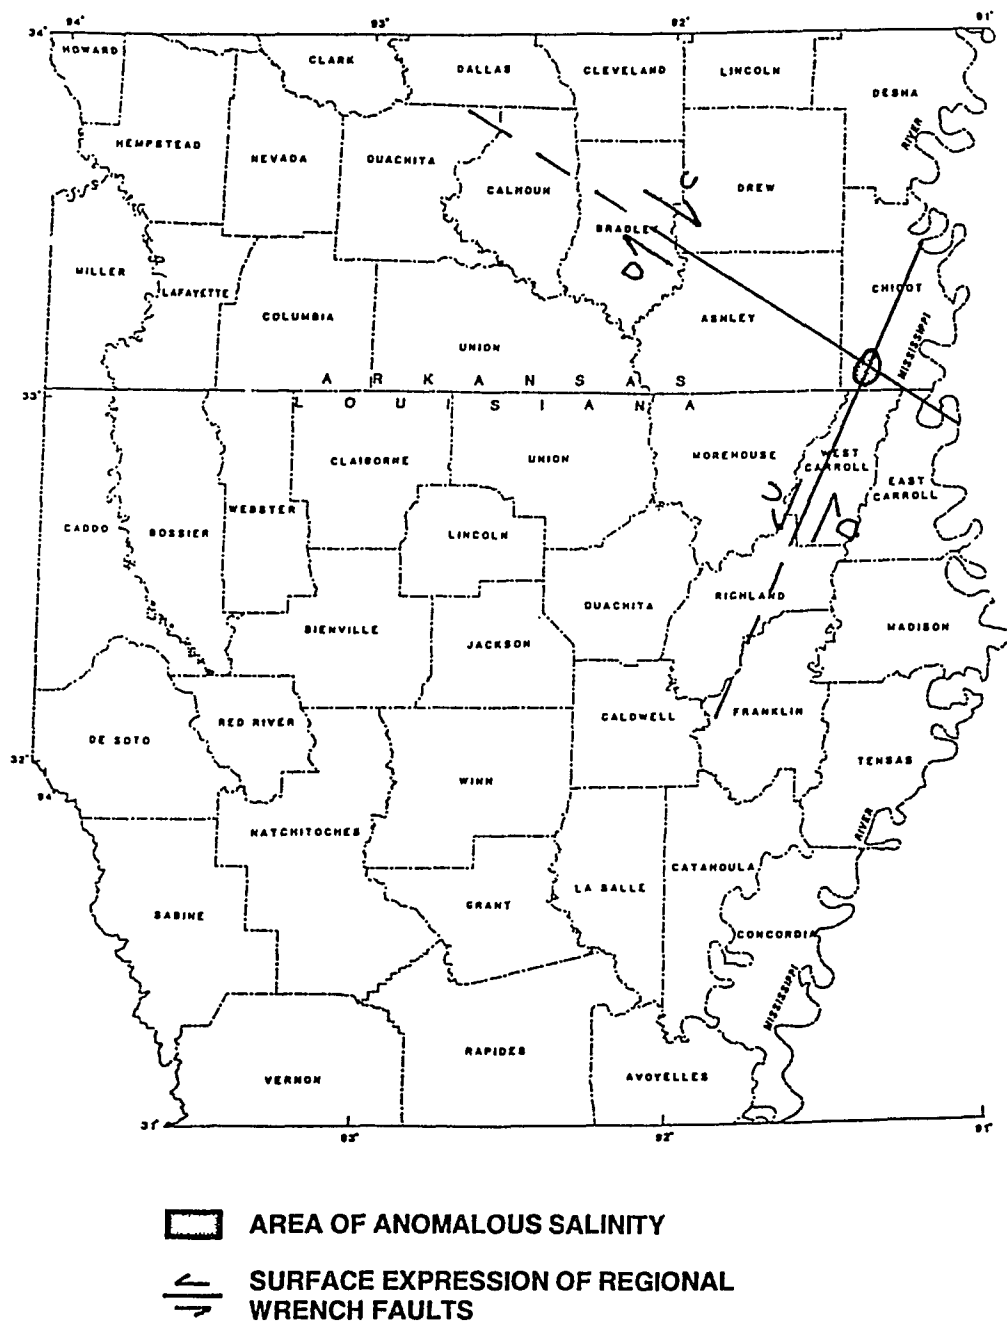 94° 93 92 91
34°
HOWARD CLARK DALLAS CLEVELAND LINCOLN DESHA
HEMPSTEAD NEVADA OUACHITA CALHOUN DREW RIVER
U
BRADLEY
D
MILLER LAFAYETTE COLUMBIA UNION ASHLEY CHICOT MISSISSIPPI
ARKANSAS
33°
LOUISIANA
CLAIBORNE UNION MOREHOUSE WEST CARROLL EAST CARROLL
CADDO BOSSIER WEBSTER LINCOLN U D
BIENVILLE JACKSON OUACHITA RICHLAND MADISON
DE SOTO RED RIVER CALDWELL FRANKLIN
32°
94°
WINN TENSAS
NATCHITOCHES RIVER
SABINE GRANT LA SALLE CATAHOULA
CONCORDIA
MISSISSIPPI
VERNON RAPIDES AVOYELLES
31°
93° 92° 91°
AREA OF ANOMALOUS SALINITY
SURFACE EXPRESSION OF REGIONAL
WRENCH FAULTS